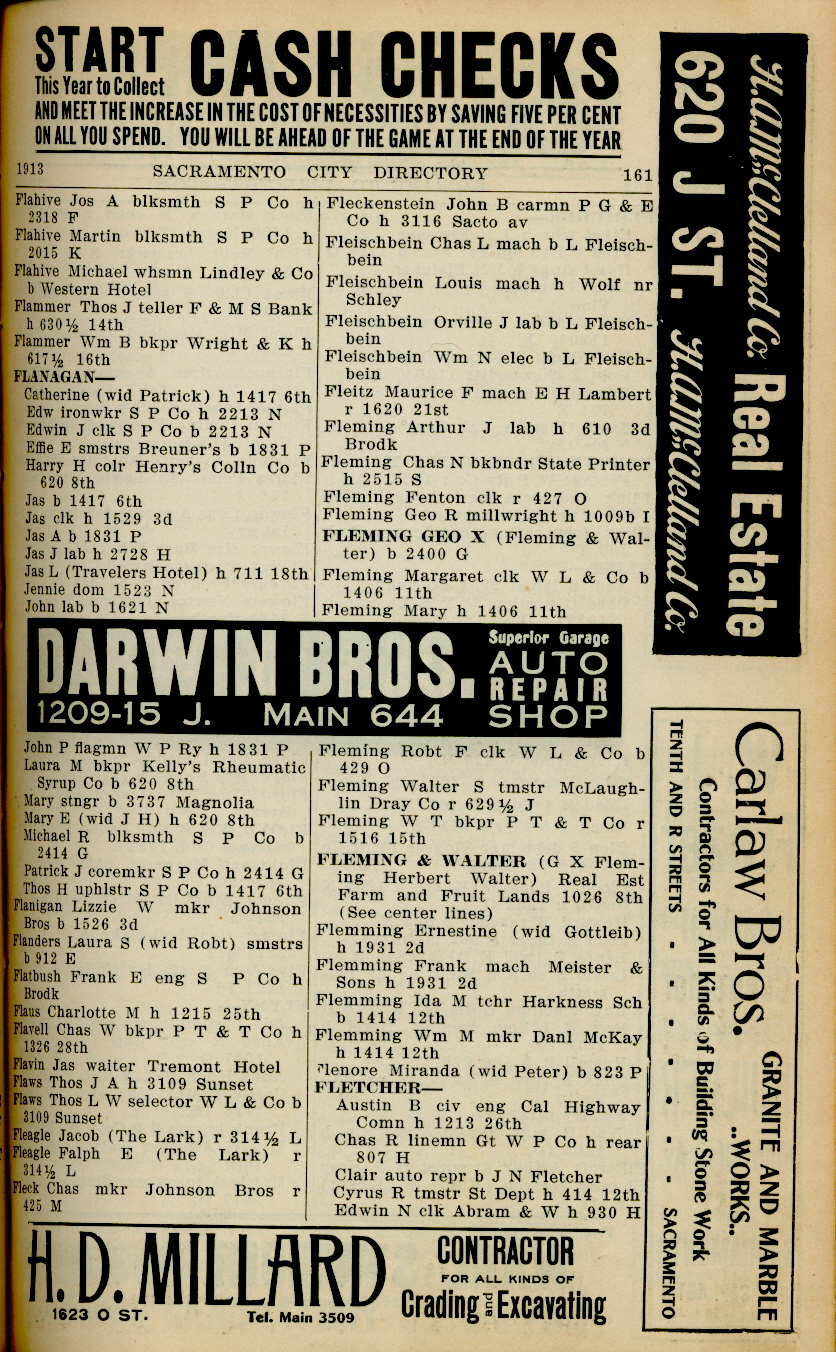 START
This Year to Collect
CASH CHECKS
AND MEET THE INCREASE IN THE COST OF NECESSITIES BY SAVING FIVE PER CENT
ON ALL YOU SPEND. YOU WILL BE AHEAD OF THE GAME AT THE END OF THE YEAR
1913 SACRAMENTO CITY DIRECTORY 161
Flahive Jos A blksmth S P Co h
2318 F
Flahive Martin blksmth S P Co h
2015 K
Flahive Michael whsmn Lindley & Co
b Western Hotel
Flammer Thos J teller F & M S Bank
h 630½ 14th
Flammer Wm B bkpr Wright & K h
617½ 16th
FLANAGAN—
Catherine (wid Patrick) h 1417 6th
Edw ironwkr S P Co h 2213 N
Edwin J clk S P Co b 2213 N
Effie E smstrs Breuner's b 1831 P
Harry H colr Henry's Colln Co b
620 8th
Jas b 1417 6th
Jas clk h 1529 3d
Jas A b 1831 P
Jas J lab h 2728 H
Jas L (Travelers Hotel) h 711 18th
Jennie dom 1523 N
John lab b 1621 N
Fleckenstein John B carmn P G & E
Co h 3116 Sacto av
Fleischbein Chas L mach b L Fleisch-
bein
Fleischbein Louis mach h Wolf nr
Schley
Fleischbein Orville J lab b L Fleisch-
bein
Fleischbein Wm N elec b L Fleisch-
bein
Fleitz Maurice F mach E H Lambert
r 1620 21st
Fleming Arthur J lab h 610 3d
Brodk
Fleming Chas N bkbndr State Printer
h 2515 S
Fleming Fenton clk r 427 O
Fleming Geo R millwright h 1009b I
FLEMING GEO X (Fleming & Wal-
ter) b 2400 G
Fleming Margaret clk W L & Co b
1406 11th
Fleming Mary h 1406 11th
DARWIN BROS.
1209-15 J. MAIN 644
Superior Garage
AUTO
REPAIR
SHOP
John P flagmn W P Ry h 1831 P
Laura M bkpr Kelly's Rheumatic
Syrup Co b 620 8th
Mary stngr b 3737 Magnolia
Mary E (wid J H) h 620 8th
Michael R blksmth S P Co b
2414 G
Patrick J coremkr S P Co h 2414 G
Thos H uphlstr S P Co b 1417 6th
Flanigan Lizzie W mkr Johnson
Bros b 1526 3d
Flanders Laura S (wid Robt) smstrs
b 912 E
Flatbush Frank E eng S P Co h
Brodk
Flaus Charlotte M h 1215 25th
Flavell Chas W bkpr P T & T Co h
1326 28th
Flavin Jas waiter Tremont Hotel
Flaws Thos J A h 3109 Sunset
Flaws Thos L W selector W L & Co b
3109 Sunset
Fleagle Jacob (The Lark) r 314½ L
Fleagle Falph E (The Lark) r
314½ L
Fleck Chas mkr Johnson Bros r
425 M
Fleming Robt F clk W L & Co b
429 O
Fleming Walter S tmstr McLaugh-
lin Dray Co r 629½ J
Fleming W T bkpr P T & T Co r
1516 15th
FLEMING & WALTER (G X Flem-
ing Herbert Walter) Real Est
Farm and Fruit Lands 1026 8th
(See center lines)
Flemming Ernestine (wid Gottleib)
h 1931 2d
Flemming Frank mach Meister &
Sons h 1931 2d
Flemming Ida M tchr Harkness Sch
b 1414 12th
Flemming Wm M mkr Danl McKay
h 1414 12th
Flenore Miranda (wid Peter) b 823 P
FLETCHER—
Austin B civ eng Cal Highway
Comn h 1213 26th
Chas R linemn Gt W P Co h rear
807 H
Clair auto repr b J N Fletcher
Cyrus R tmstr St Dept h 414 12th
Edwin N clk Abram & W h 930 H
H. D. MILLARD
1623 O ST. Tel. Main 3509
CONTRACTOR
FOR ALL KINDS OF
Crading and Excavating
H. A. McClelland Co. Real Estate
620 J ST. H. A. McClelland Co.
Carlaw Bros. GRANITE AND MARBLE
..WORKS..
Contractors for All Kinds of Building Stone Work
TENTH AND R STREETS - - - - - - - SACRAMENTO